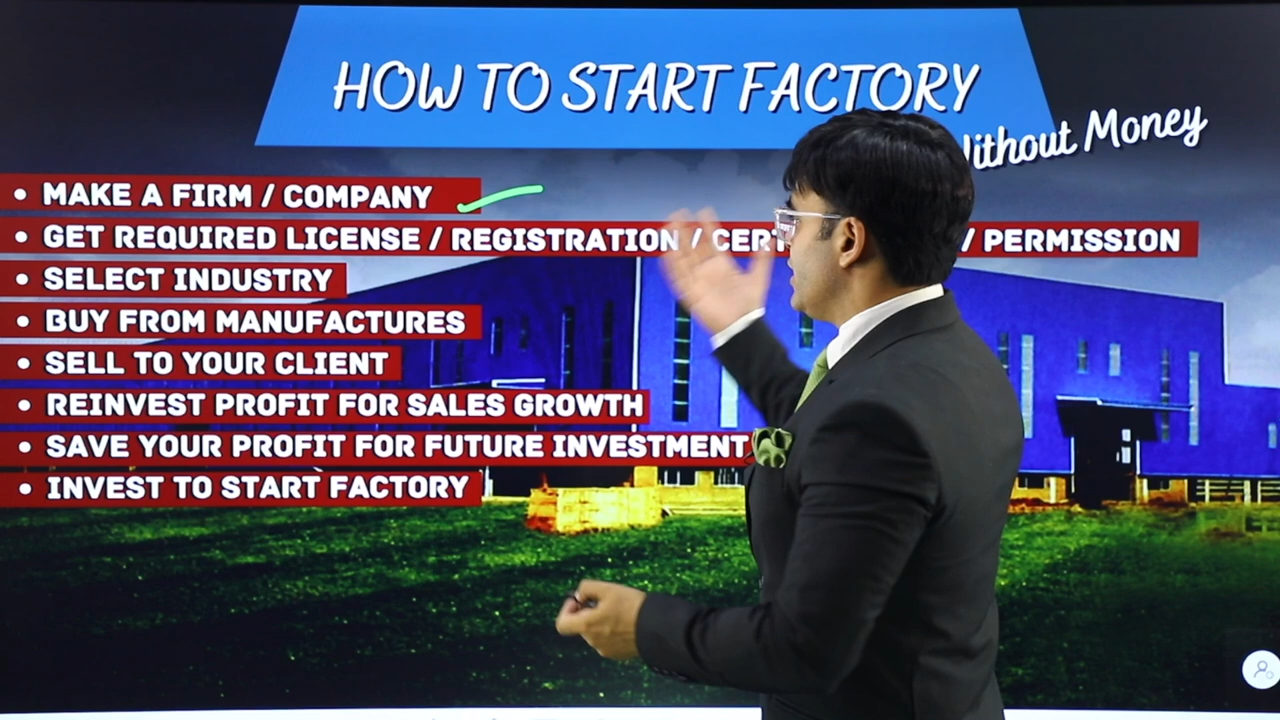 HOW TO START FACTORY
Without Money
• MAKE A FIRM / COMPANY
• GET REQUIRED LICENSE / REGISTRATION / / PERMISSION
• SELECT INDUSTRY
• BUY FROM MANUFACTURES
• SELL TO YOUR CLIENT
• REINVEST PROFIT FOR SALES GROWTH
• SAVE YOUR PROFIT FOR FUTURE INVESTMENT
• INVEST TO START FACTORY